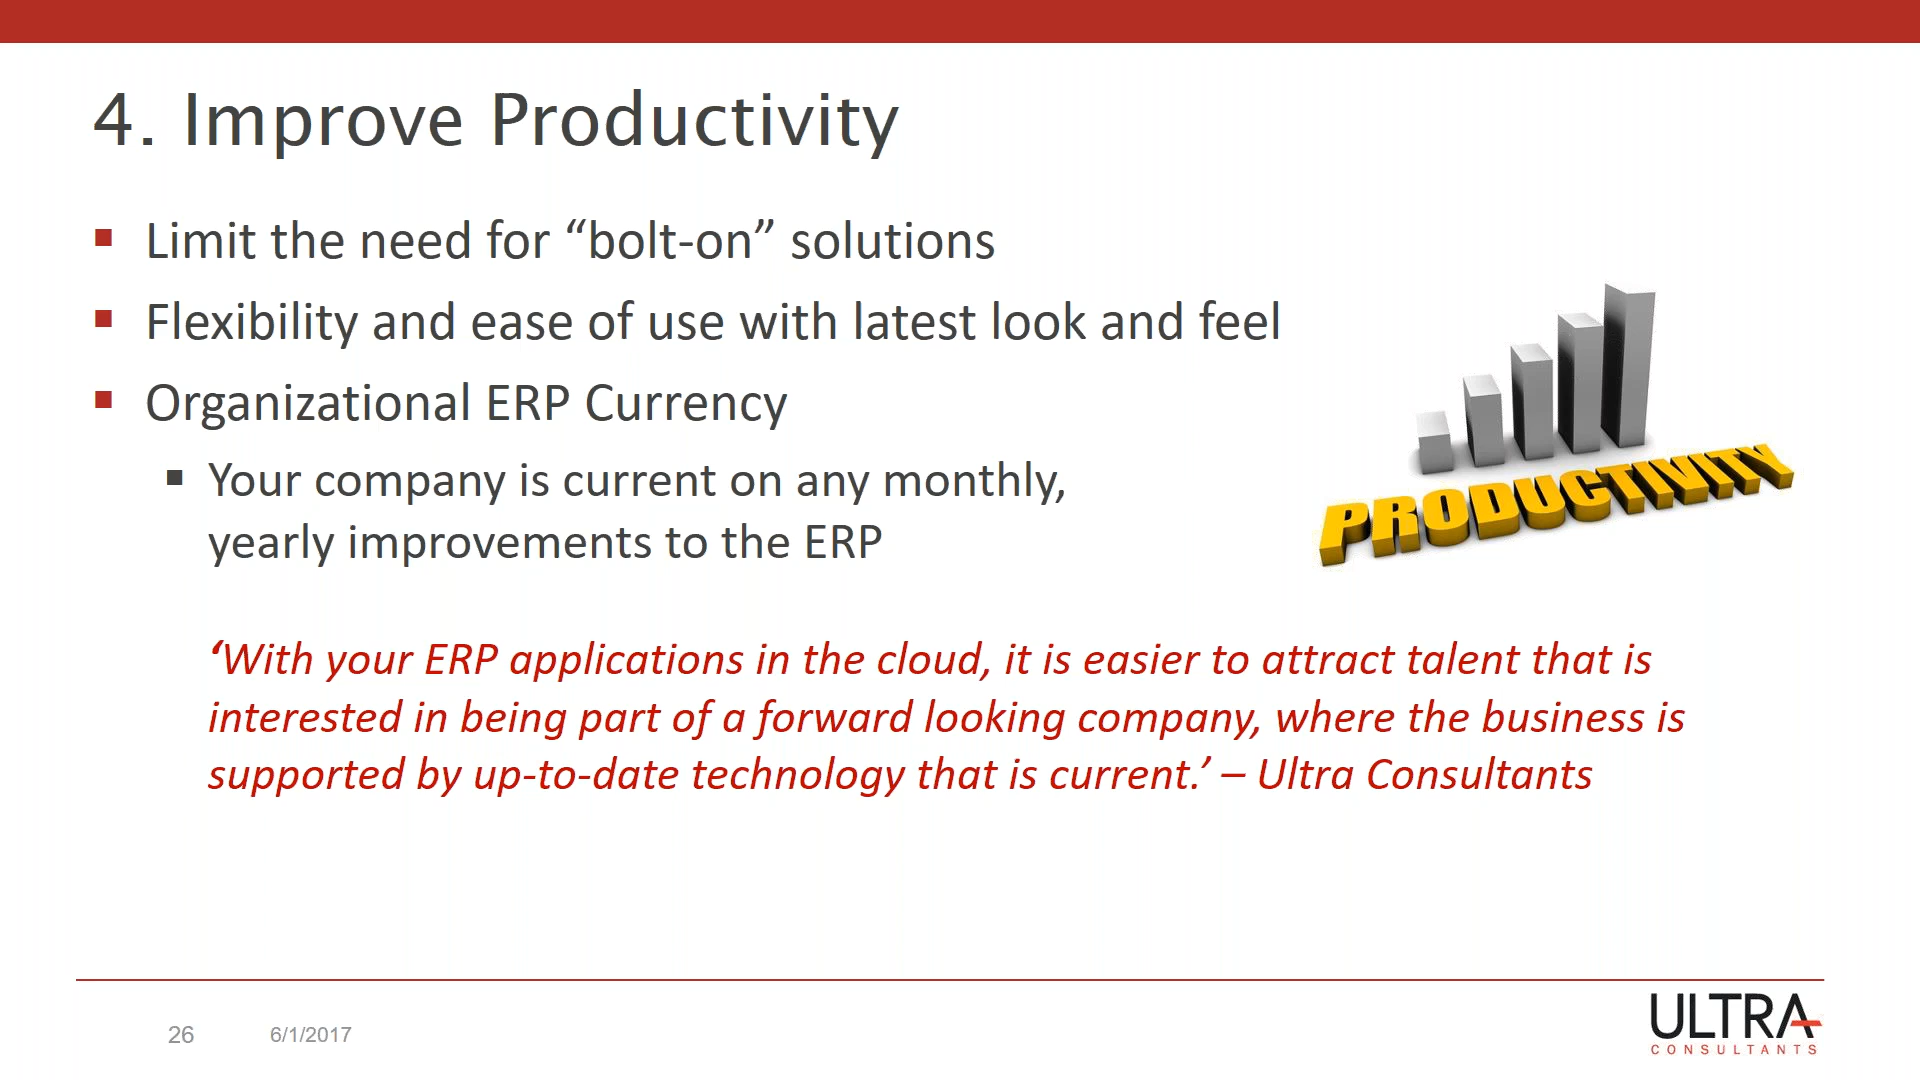 4. Improve Productivity
Limit the need for “bolt-on” solutions
Flexibility and ease of use with latest look and feel
Organizational ERP Currency
Your company is current on any monthly,
yearly improvements to the ERP
PRODUCTIVITY
‘With your ERP applications in the cloud, it is easier to attract talent that is
interested in being part of a forward looking company, where the business is
supported by up-to-date technology that is current.’ – Ultra Consultants
26
6/1/2017
ULTRA
CONSULTANTS